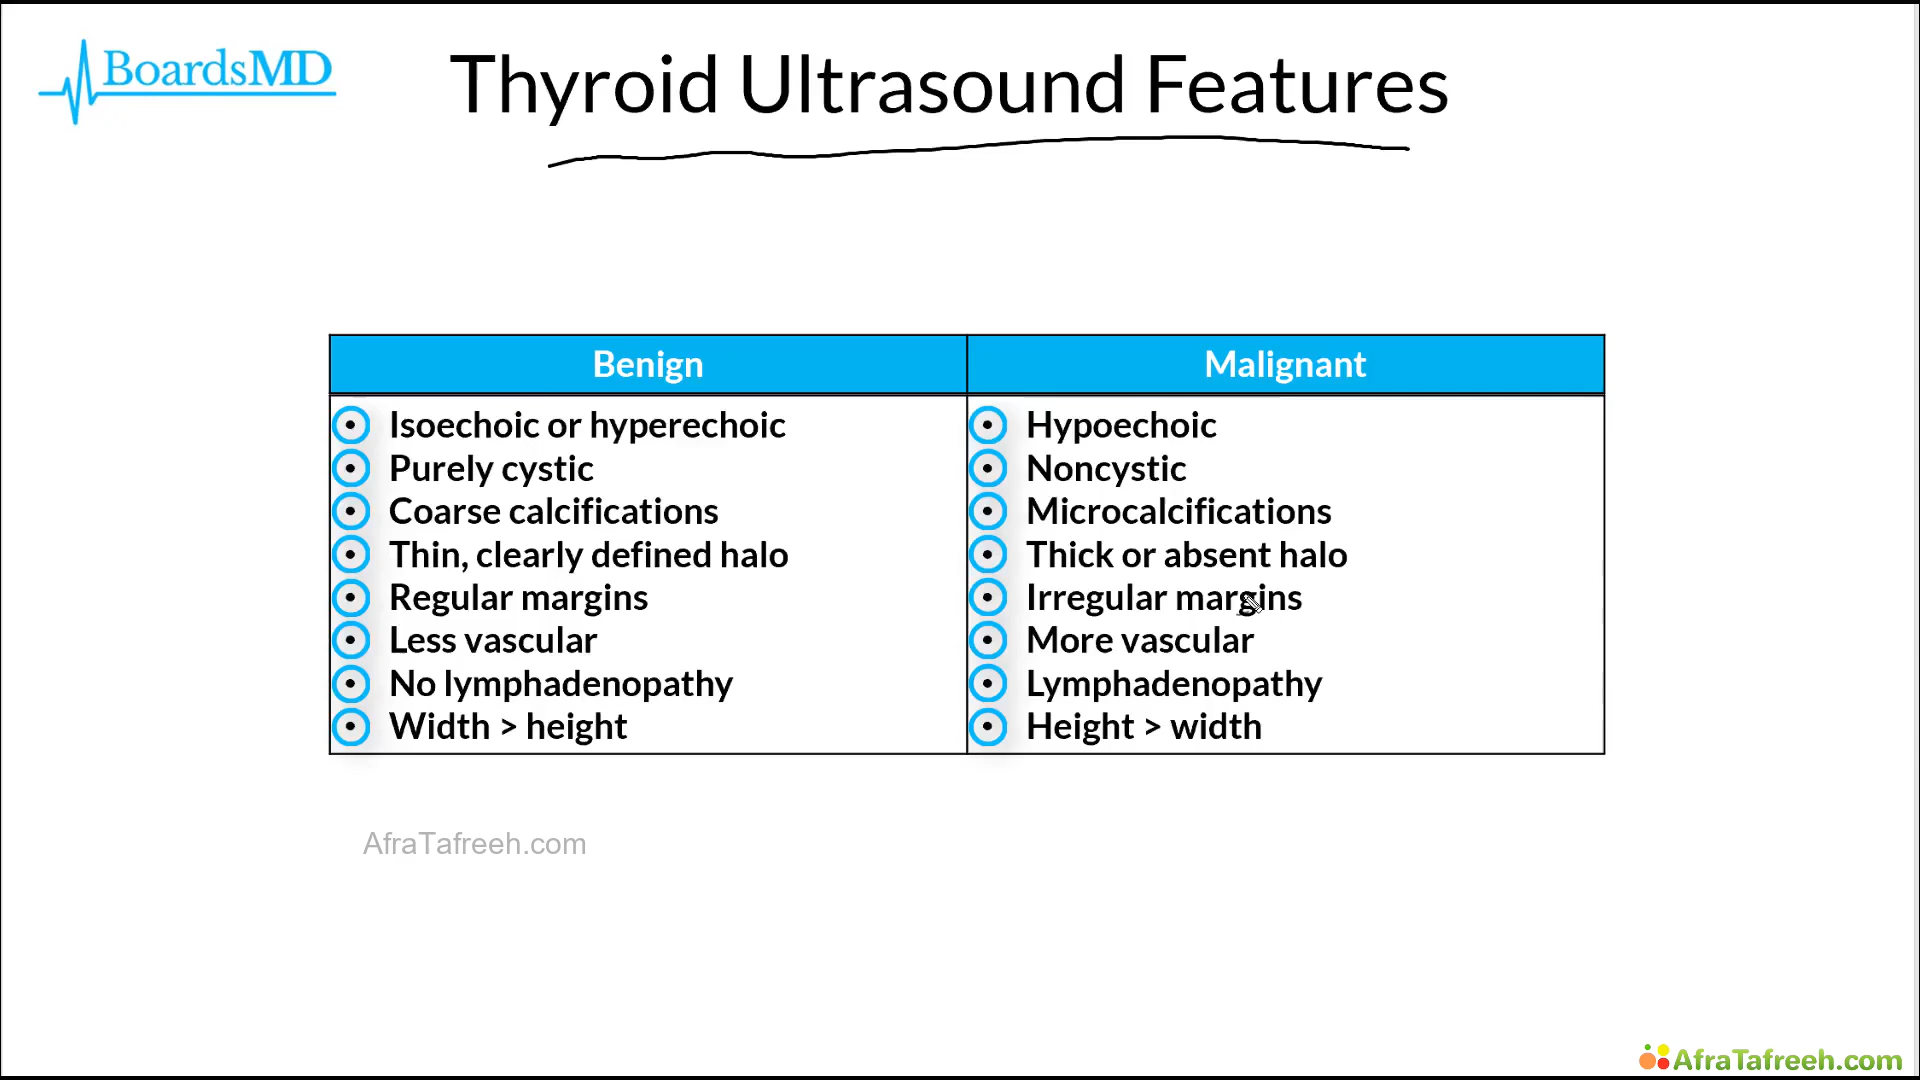 BoardsMD
Thyroid Ultrasound Features
Benign
Malignant
Isoechoic or hyperechoic
Purely cystic
Coarse calcifications
Thin, clearly defined halo
Regular margins
Less vascular
No lymphadenopathy
Width > height
Hypoechoic
Noncystic
Microcalcifications
Thick or absent halo
Irregular margins
More vascular
Lymphadenopathy
Height > width
AfraTafreeh.com
AfraTafreeh.com